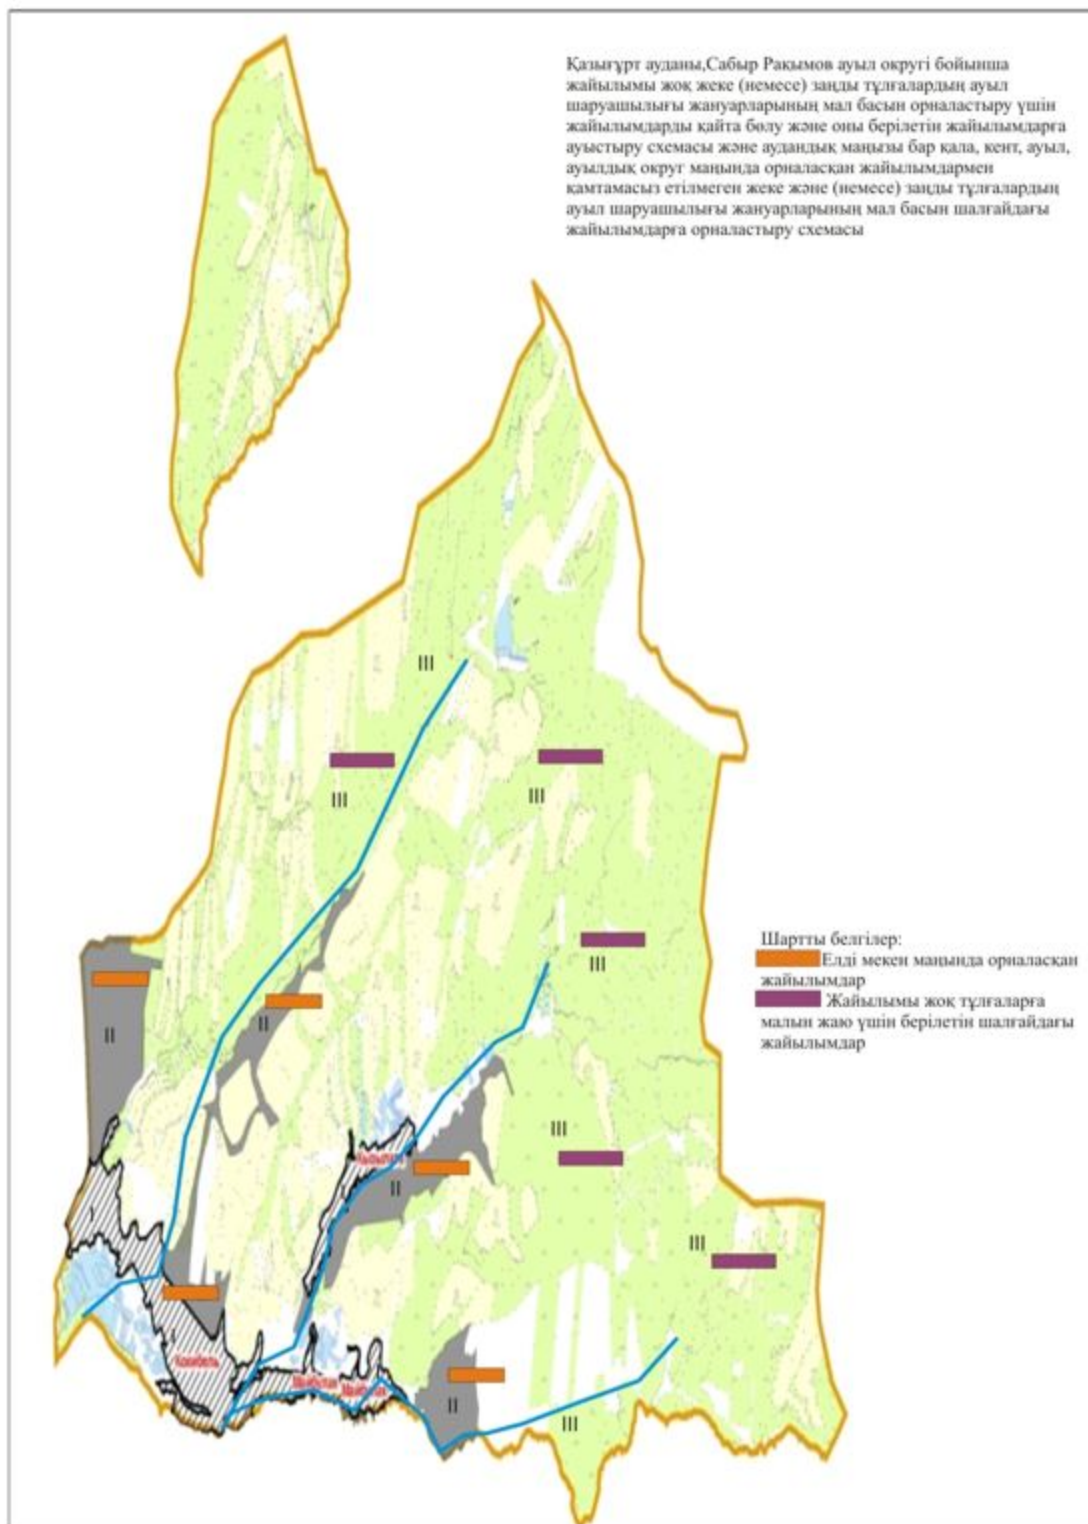 Қазығұрт ауданы,Сабыр Рақымов ауыл округі бойынша
жайылымы жоқ жеке (немесе) заңды тұлғалардың ауыл
шаруашылығы жануарларының мал басын орналастыру үшін
жайылымдарды қайта бөлу және оны берілетін жайылымдарға
ауыстыру схемасы және аудандық маңызы бар қала, кент, ауыл,
ауылдық округ маңында орналасқан жайылымдармен
қамтамасыз етілмеген жеке және (немесе) заңды тұлғалардың
ауыл шаруашылығы жануарларының мал басын шалғайдағы
жайылымдарға орналастыру схемасы
III
III
III
III
Шартты белгілер:
Елді мекен маңында орналасқан
жайылымдар
Жайылымы жоқ тұлғаларға
малын жаю үшін берілетін шалғайдағы
жайылымдар
II
II
III
II
I
III
I
Какпбель
Майбулак
Майбулак
II
III